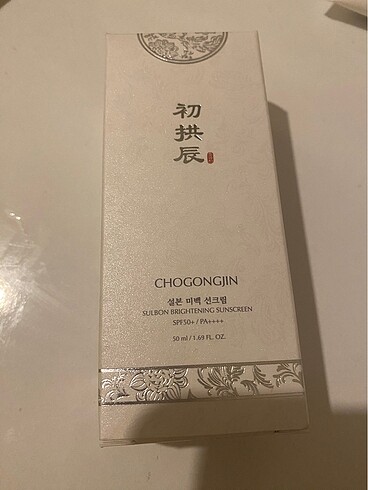 初
拱
辰
CHOGONGJIN
설본 미백 선크림
SULBON BRIGHTENING SUNSCREEN
SPF50+ / PA++++
50 ml / 1.69 FL. OZ.